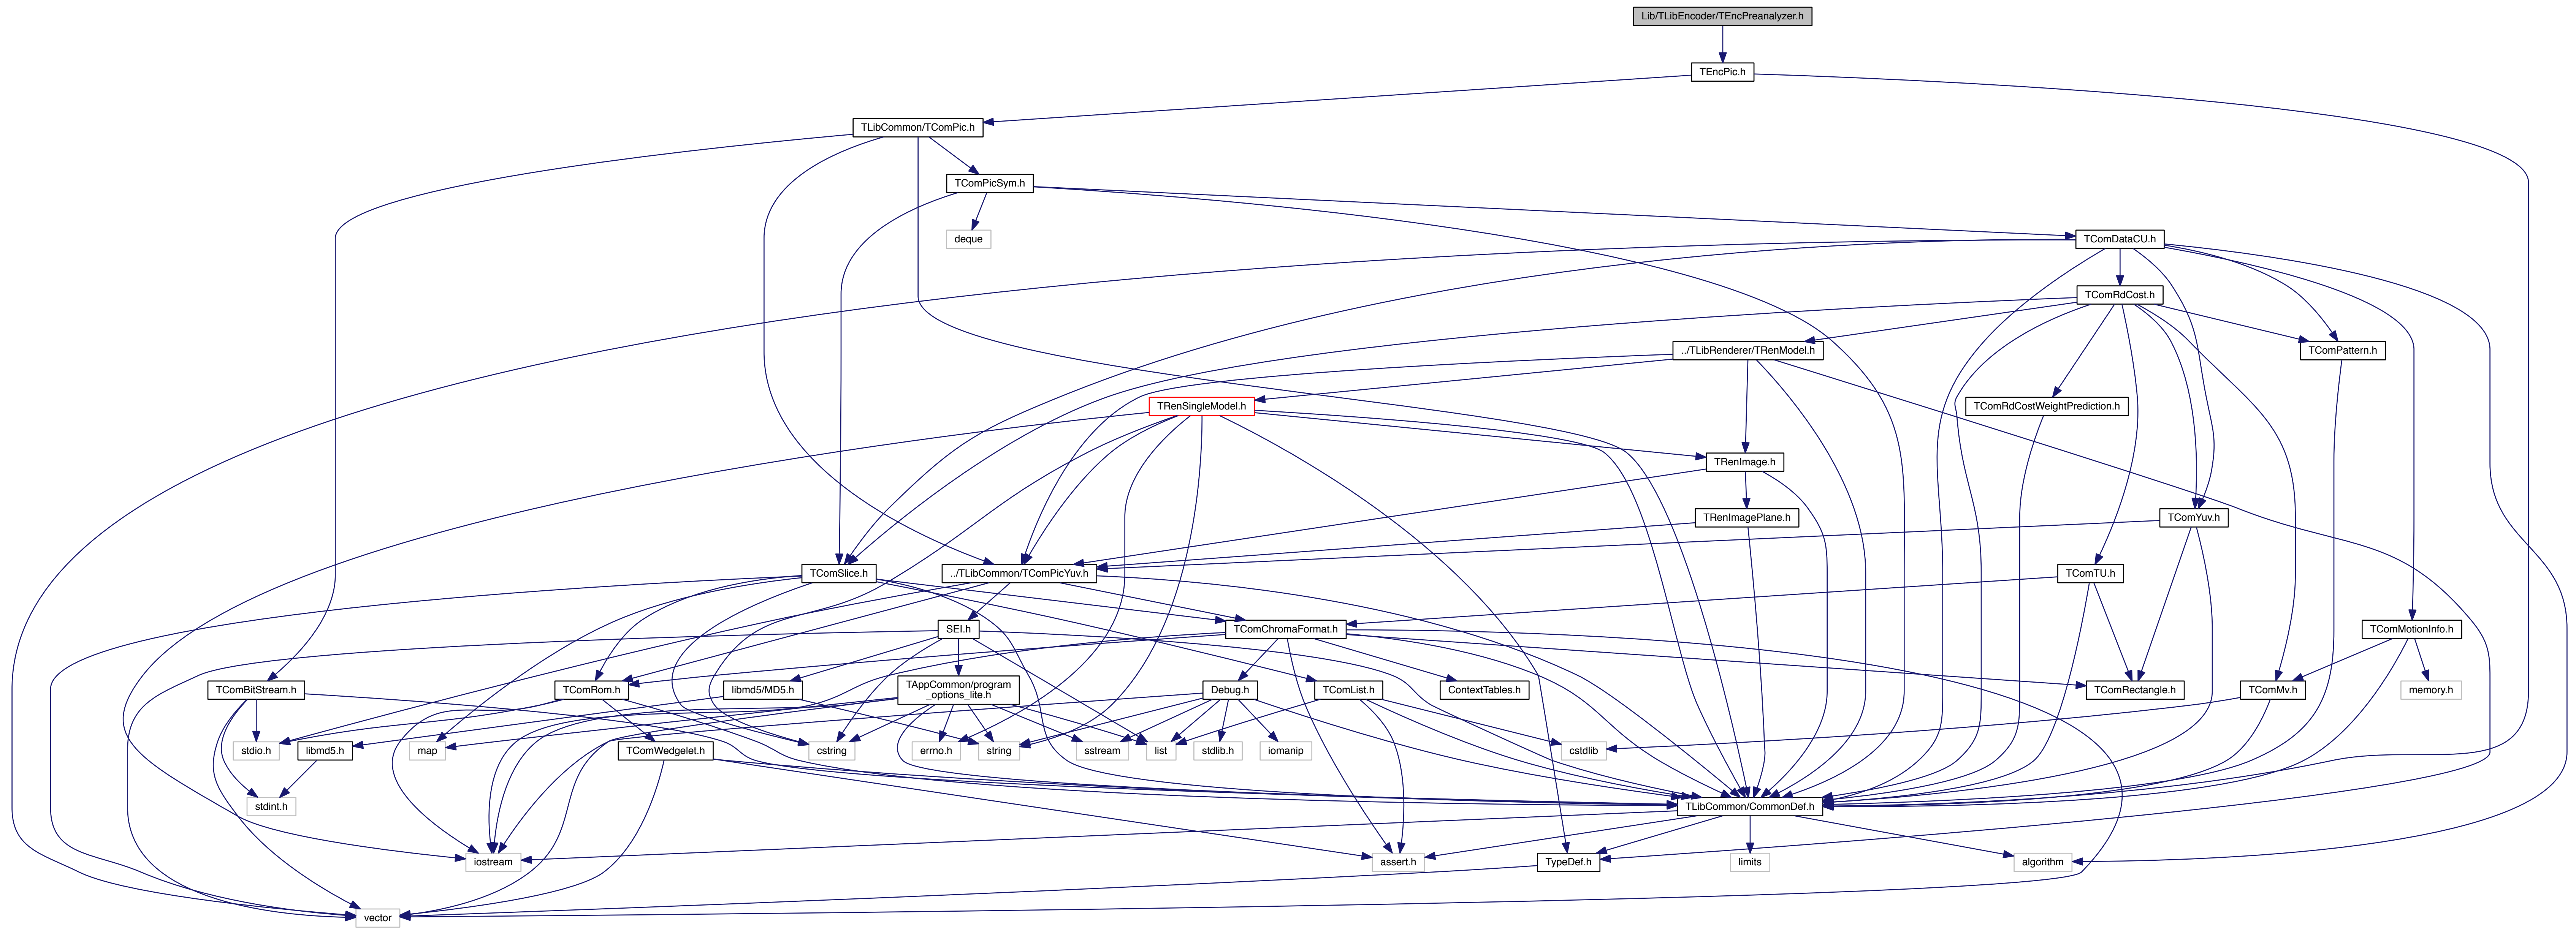 Lib/TLibEncoder/TEncPreanalyzer.h
TEncPic.h
TLibCommon/TComPic.h
TComPicSym.h
deque
TComDataCU.h
TComRdCost.h
../TLibRenderer/TRenModel.h
TComPattern.h
TRenSingleModel.h
TComRdCostWeightPrediction.h
TRenImage.h
TRenImagePlane.h
TComYuv.h
TComSlice.h
../TLibCommon/TComPicYuv.h
TComTU.h
SEI.h
TComChromaFormat.h
TComMotionInfo.h
TComBitStream.h
TComRom.h
libmd5/MD5.h
TAppCommon/program
_options_lite.h
Debug.h
TComList.h
ContextTables.h
TComRectangle.h
TComMv.h
memory.h
stdio.h
libmd5.h
map
TComWedgelet.h
cstring
errno.h
string
sstream
list
stdlib.h
iomanip
cstdlib
stdint.h
TLibCommon/CommonDef.h
iostream
assert.h
TypeDef.h
limits
algorithm
vector